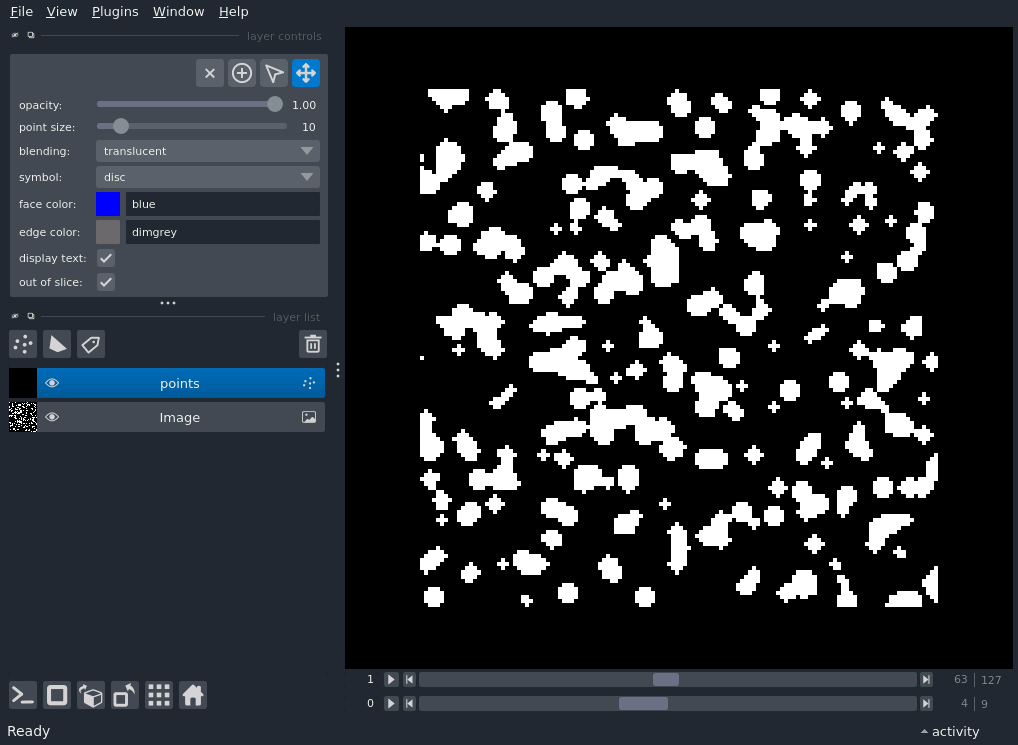 File View Plugins Window Help
layer controls
opacity: 1.00
point size: 10
blending: translucent
symbol: disc
face color: blue
edge color: dimgrey
display text:
out of slice:
layer list
points
Image
1 63 127
0 4 9
Ready activity